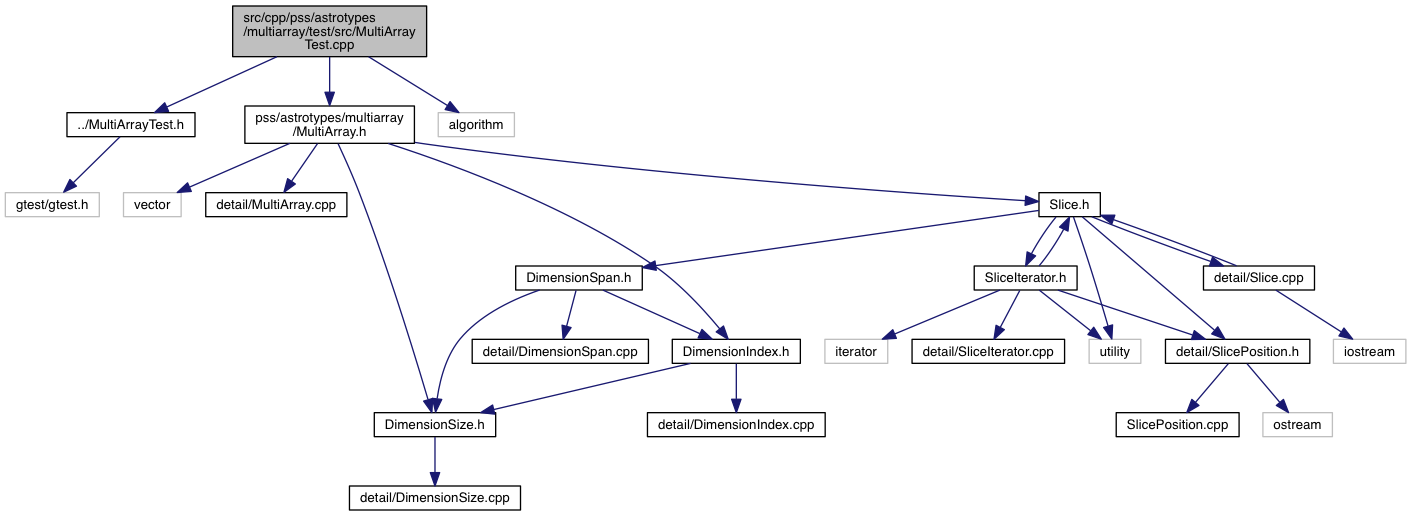 src/cpp/pss/astrotypes
/multiarray/test/src/MultiArray
Test.cpp
../MultiArrayTest.h
pss/astrotypes/multiarray
/MultiArray.h
algorithm
gtest/gtest.h
vector
detail/MultiArray.cpp
Slice.h
DimensionSpan.h
SliceIterator.h
detail/Slice.cpp
detail/DimensionSpan.cpp
DimensionIndex.h
iterator
detail/SliceIterator.cpp
utility
detail/SlicePosition.h
iostream
DimensionSize.h
detail/DimensionIndex.cpp
SlicePosition.cpp
ostream
detail/DimensionSize.cpp